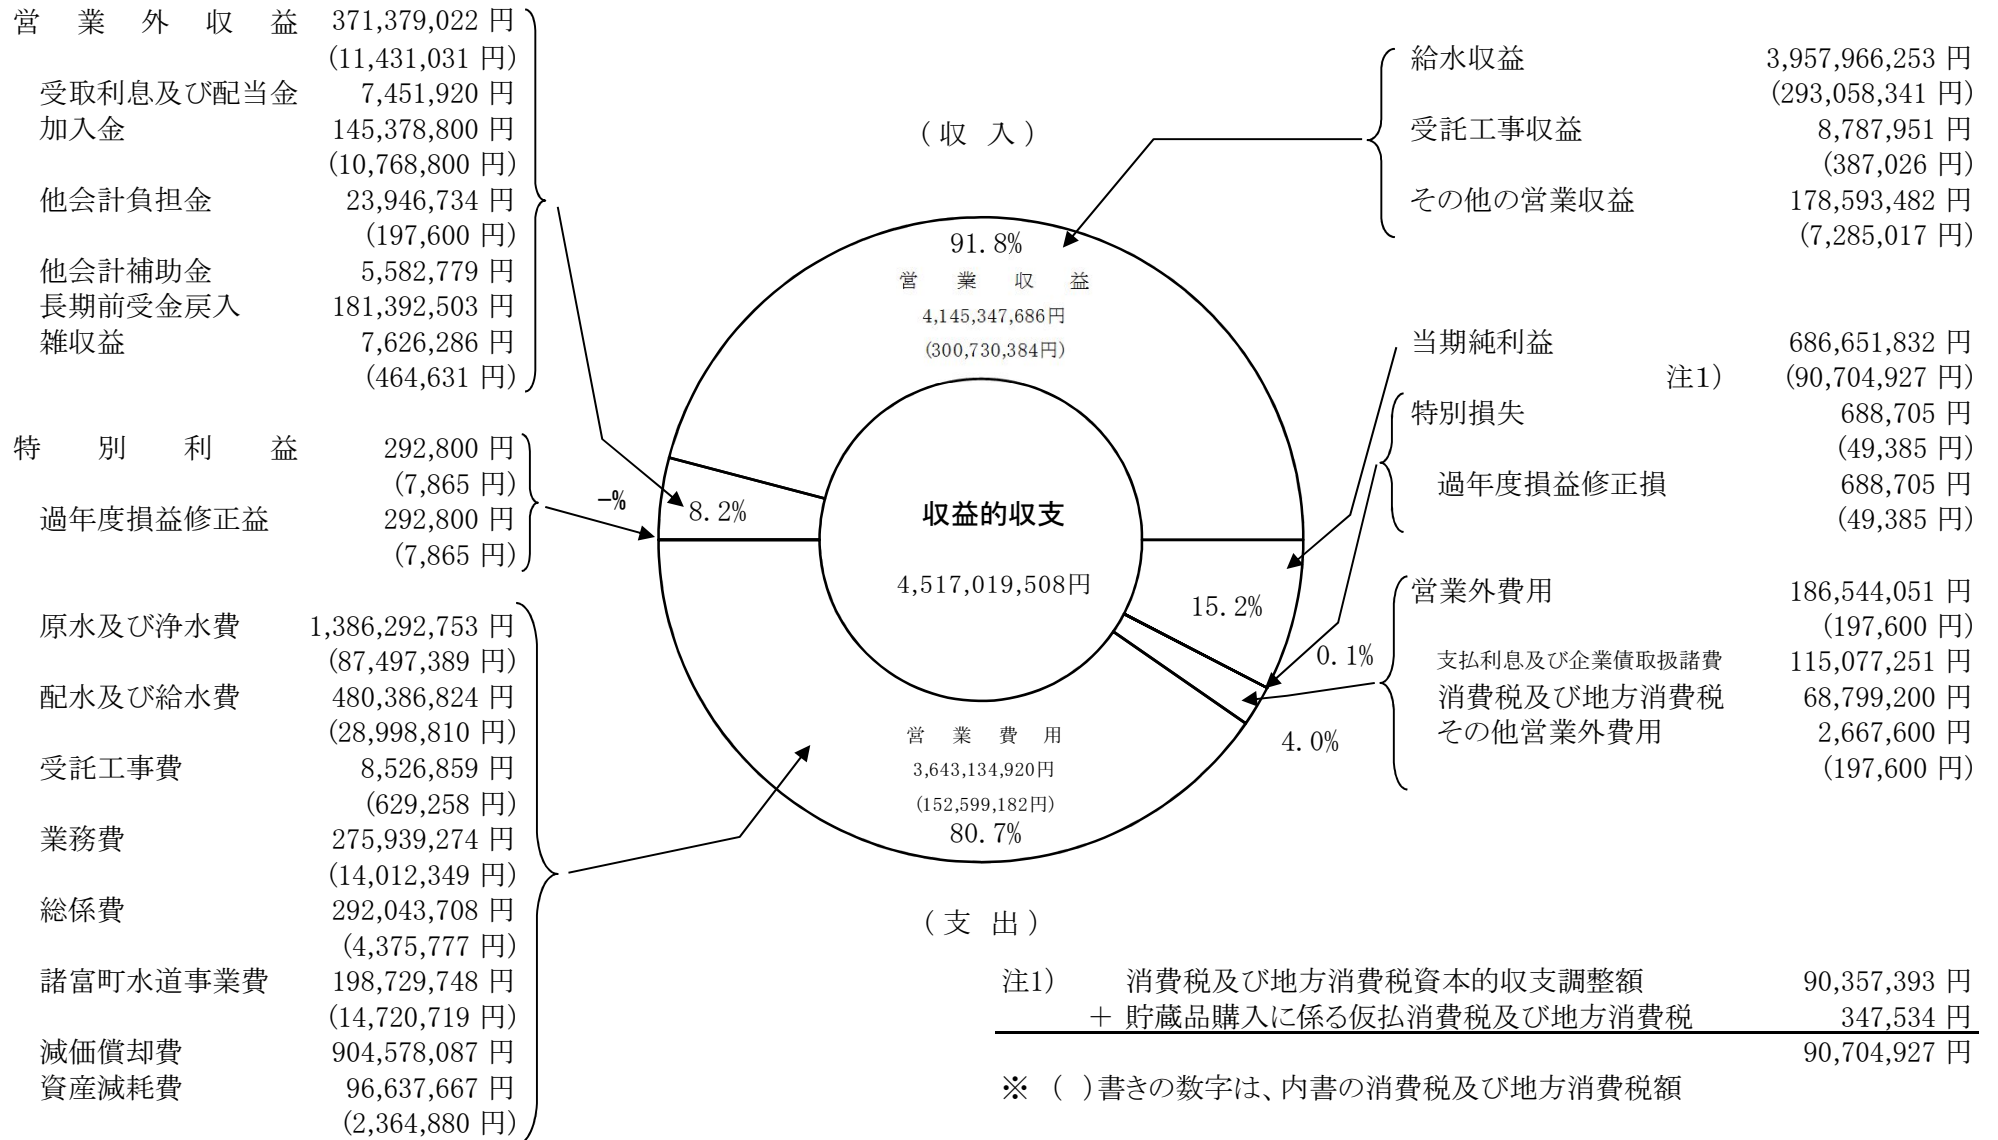 営業外収益 371,379,022 円
(11,431,031 円)
受取利息及び配当金 7,451,920 円
加入金 145,378,800 円
(10,768,800 円)
他会計負担金 23,946,734 円
(197,600 円)
他会計補助金 5,582,779 円
長期前受金戻入 181,392,503 円
雑収益 7,626,286 円
(464,631 円)
特別利益 292,800 円
(7,865 円)
過年度損益修正益 292,800 円
(7,865 円)
原水及び浄水費 1,386,292,753 円
(87,497,389 円)
配水及び給水費 480,386,824 円
(28,998,810 円)
受託工事費 8,526,859 円
(629,258 円)
業務費 275,939,274 円
(14,012,349 円)
総係費 292,043,708 円
(4,375,777 円)
諸富町水道事業費 198,729,748 円
(14,720,719 円)
減価償却費 904,578,087 円
資産減耗費 96,637,667 円
(2,364,880 円)
(収 入)
91.8%
営業収益
4,145,347,686円
(300,730,384円)
−%
8.2%
収益的収支
4,517,019,508円
15.2%
0.1%
4.0%
営業費用
3,643,134,920円
(152,599,182円)
80.7%
(支 出)
給水収益 3,957,966,253 円
(293,058,341 円)
受託工事収益 8,787,951 円
(387,026 円)
その他の営業収益 178,593,482 円
(7,285,017 円)
当期純利益 686,651,832 円
注1) (90,704,927 円)
特別損失 688,705 円
(49,385 円)
過年度損益修正損 688,705 円
(49,385 円)
営業外費用 186,544,051 円
(197,600 円)
支払利息及び企業債取扱諸費 115,077,251 円
消費税及び地方消費税 68,799,200 円
その他営業外費用 2,667,600 円
(197,600 円)
注1) 消費税及び地方消費税資本的収支調整額 90,357,393 円
＋ 貯蔵品購入に係る仮払消費税及び地方消費税 347,534 円
90,704,927 円
※ ( )書きの数字は、内書の消費税及び地方消費税額